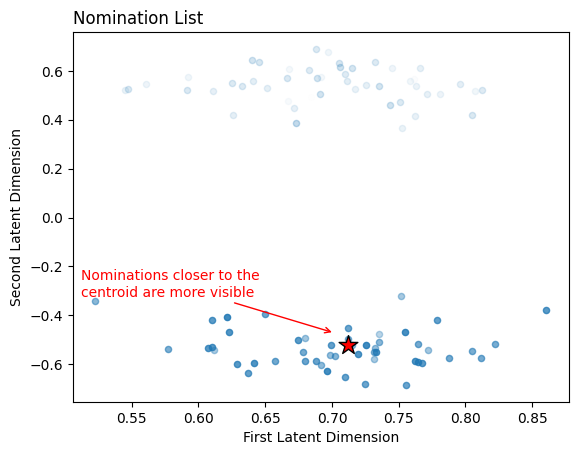 Nomination List
Second Latent Dimension
0.6
0.4
0.2
0.0
−0.2
−0.4
−0.6
Nominations closer to the
centroid are more visible
0.55
0.60
0.65
0.70
0.75
0.80
0.85
First Latent Dimension